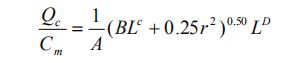 Q_c/C_m = 1/A (BL^c + 0.25r^2)^0.50 L^D